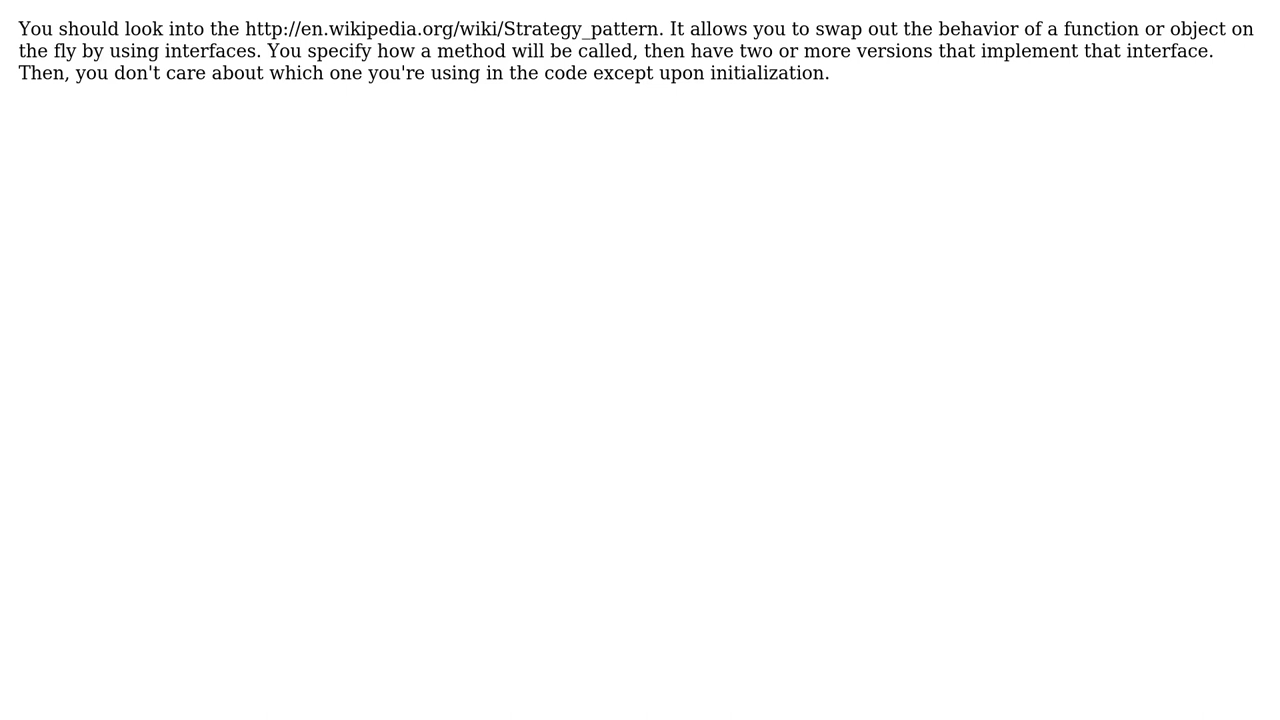 You should look into the http://en.wikipedia.org/wiki/Strategy_pattern. It allows you to swap out the behavior of a function or object on
the fly by using interfaces. You specify how a method will be called, then have two or more versions that implement that interface.
Then, you don't care about which one you're using in the code except upon initialization.